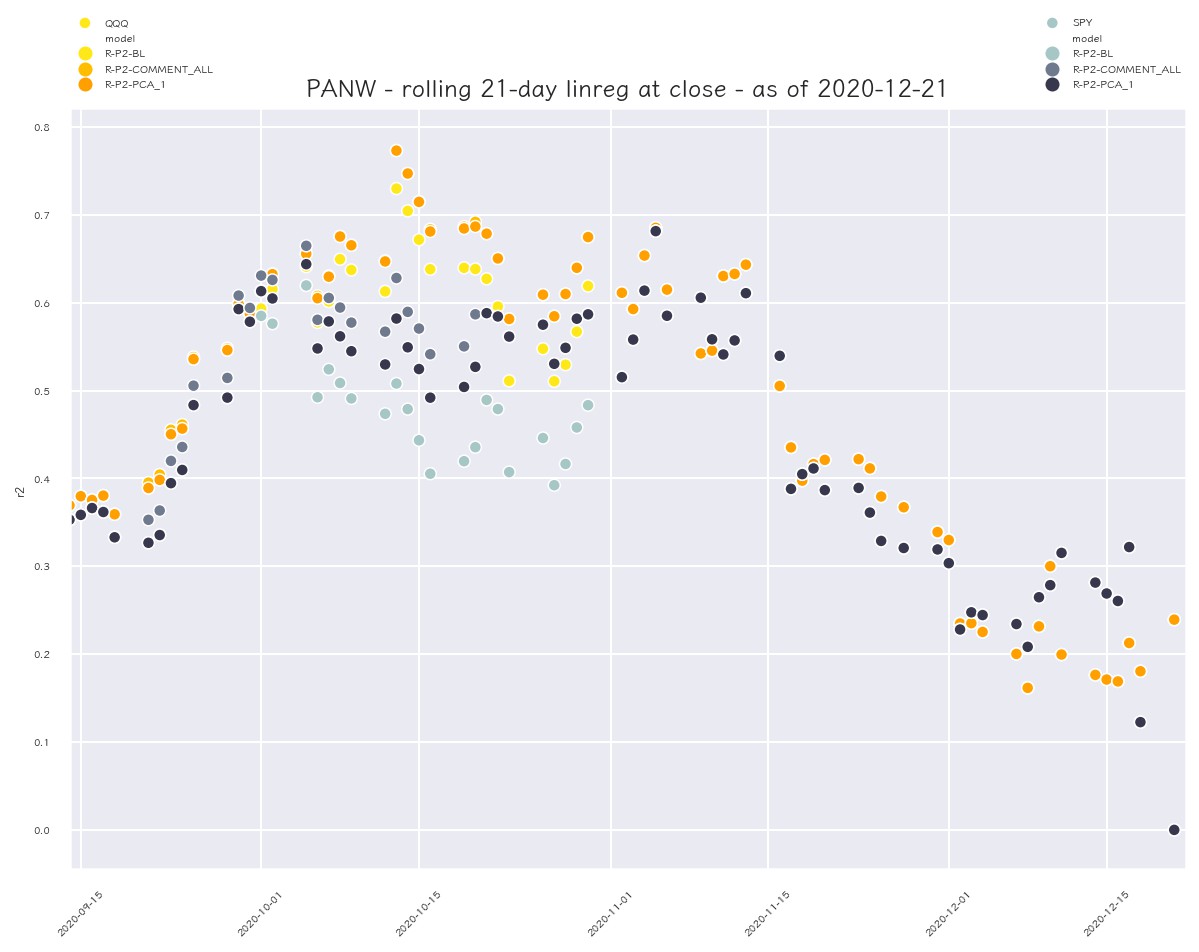 QQQ
model
R-P2-BL
R-P2-COMMENT_ALL
R-P2-PCA_1
SPY
model
R-P2-BL
R-P2-COMMENT_ALL
R-P2-PCA_1
PANW - rolling 21-day linreg at close - as of 2020-12-21
0.8
0.7
0.6
0.5
0.4
0.3
0.2
0.1
0.0
r2
2020-09-15
2020-10-01
2020-10-15
2020-11-01
2020-11-15
2020-12-01
2020-12-15